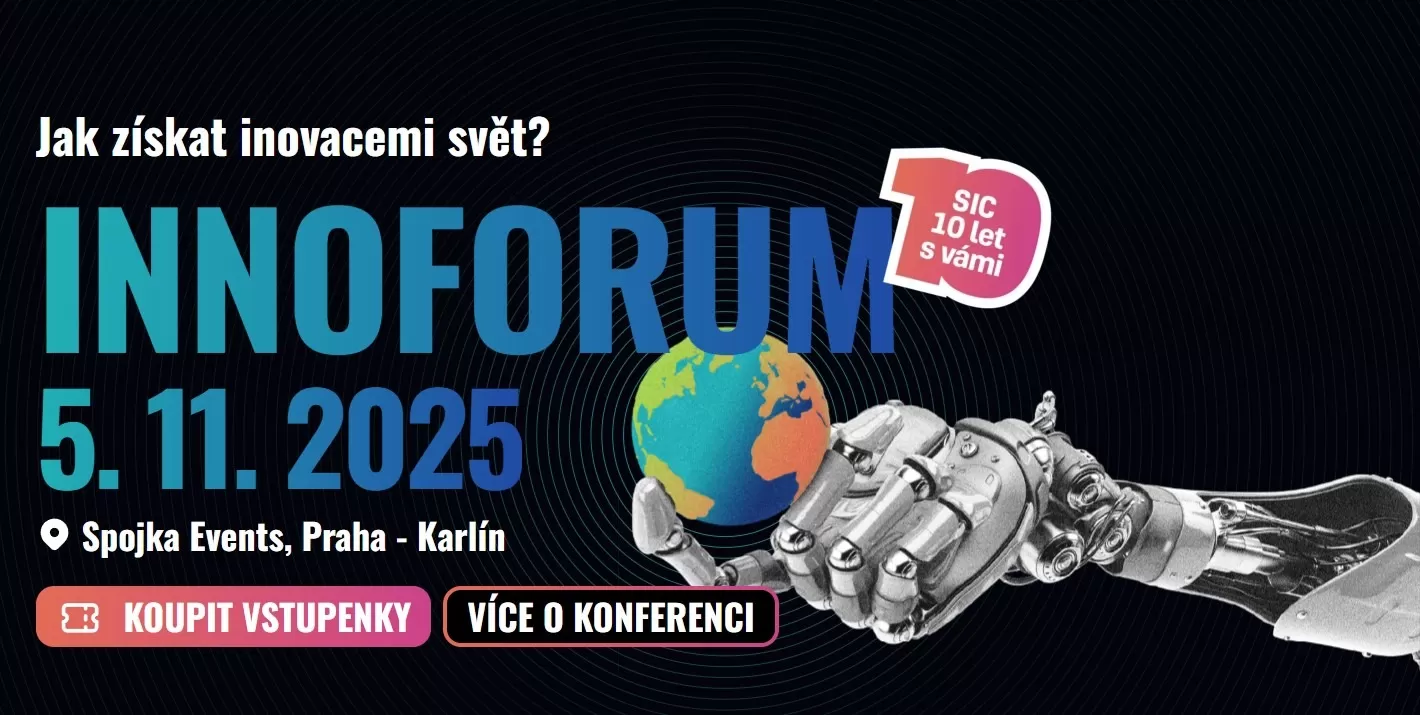 Jak získat inovacemi svět?
INNOFORUM
SIC
10 let
s vámi
5. 11. 2025
Spojka Events, Praha - Karlín
KOUPIT VSTUPENKY
VÍCE O KONFERENCI